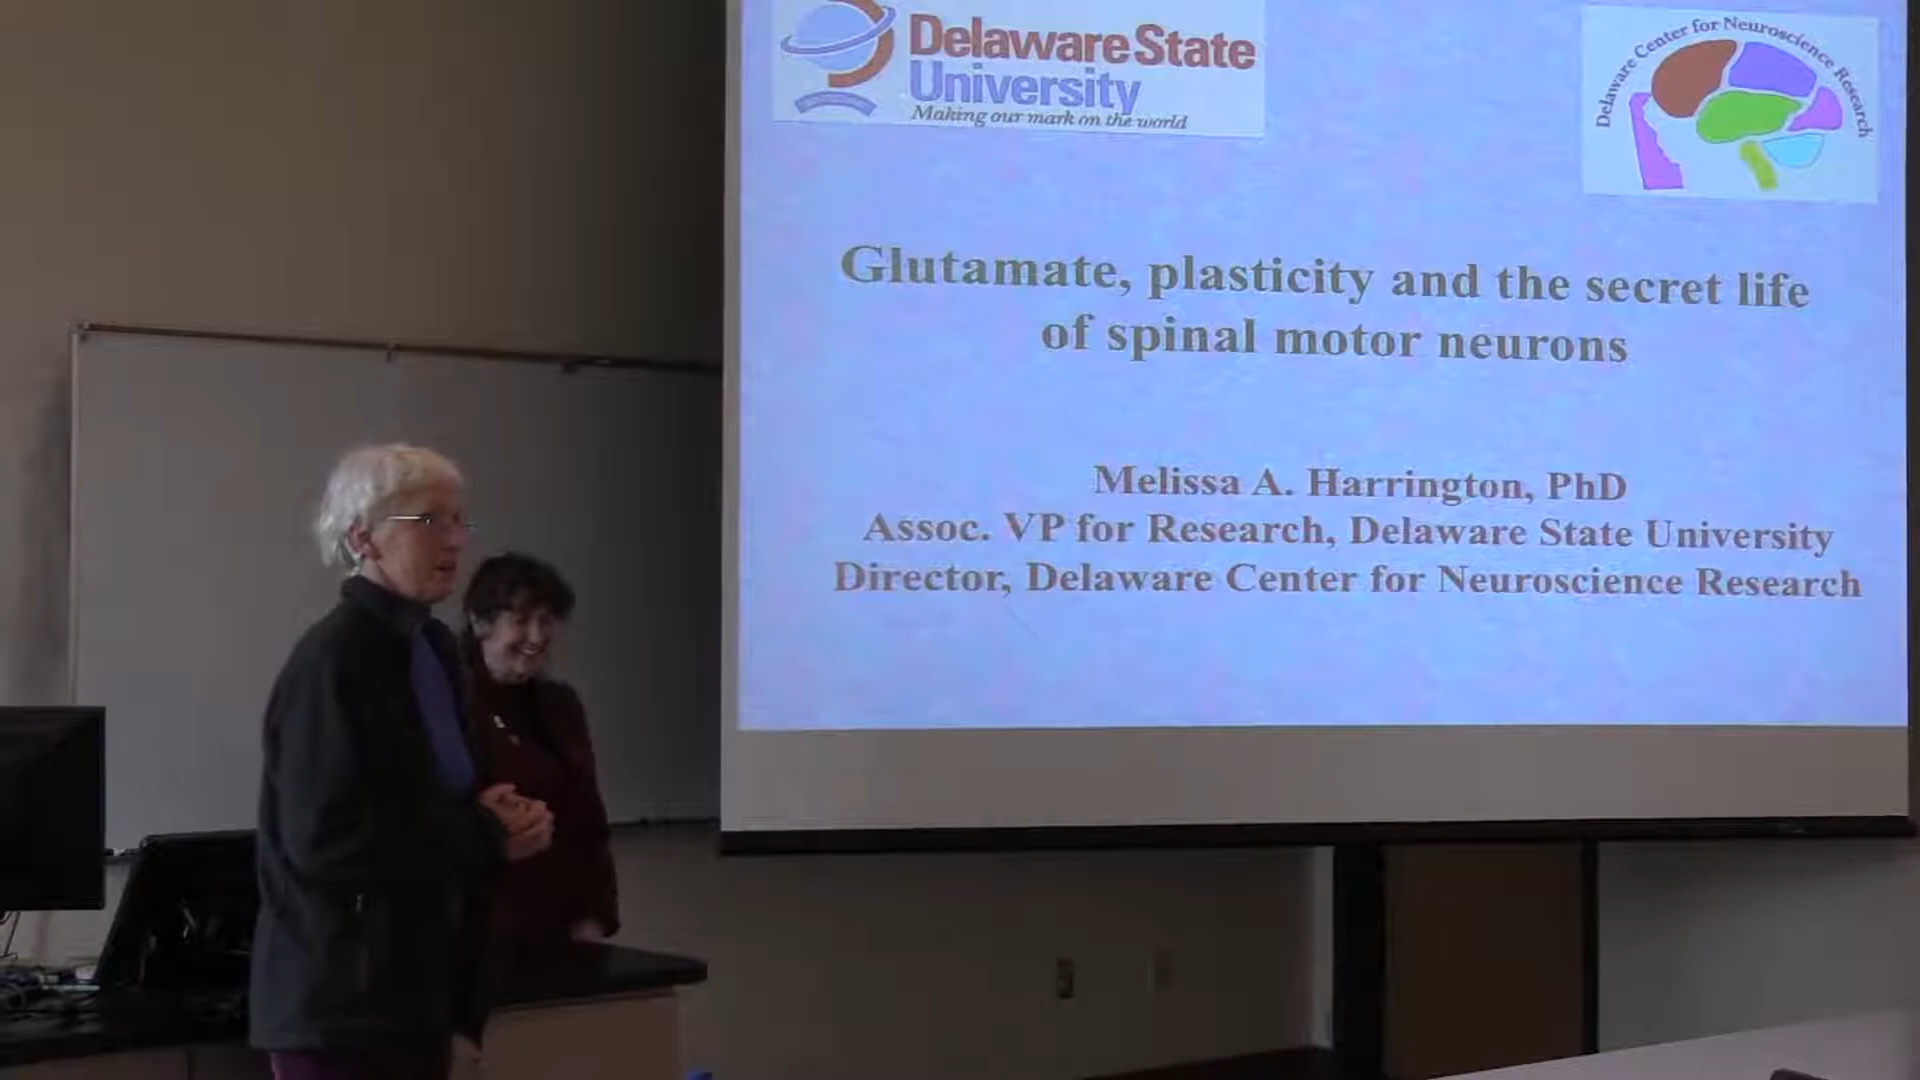 Delaware State
University
Making our mark on the world
Delaware Center for Neuroscience Research
Glutamate, plasticity and the secret life
of spinal motor neurons
Melissa A. Harrington, PhD
Assoc. VP for Research, Delaware State University
Director, Delaware Center for Neuroscience Research